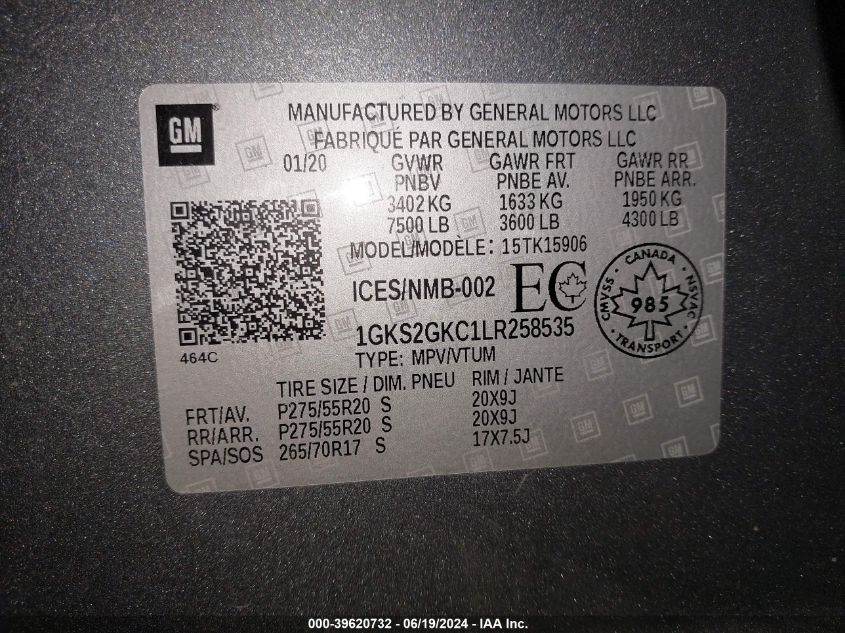 GM
MANUFACTURED BY GENERAL MOTORS LLC
FABRIQUÉ PAR GENERAL MOTORS LLC
01/20 GVWR GAWR FRT GAWR RR
PNBV PNBE AV. PNBE ARR.
3402 KG 1633 KG 1950 KG
7500 LB 3600 LB 4300 LB
MODEL/MODÈLE: 15TK15906
ICES/NMB-002 EC
CANADA
CMVSS 985 NSVAC
TRANSPORT
1GKS2GKC1LR258535
464C
TYPE: MPV/VTUM
TIRE SIZE / DIM. PNEU RIM / JANTE
FRT/AV. P275/55R20 S 20X9J
RR/ARR. P275/55R20 S 20X9J
SPA/SOS 265/70R17 S 17X7.5J
000-39620732 - 06/19/2024 - IAA Inc.